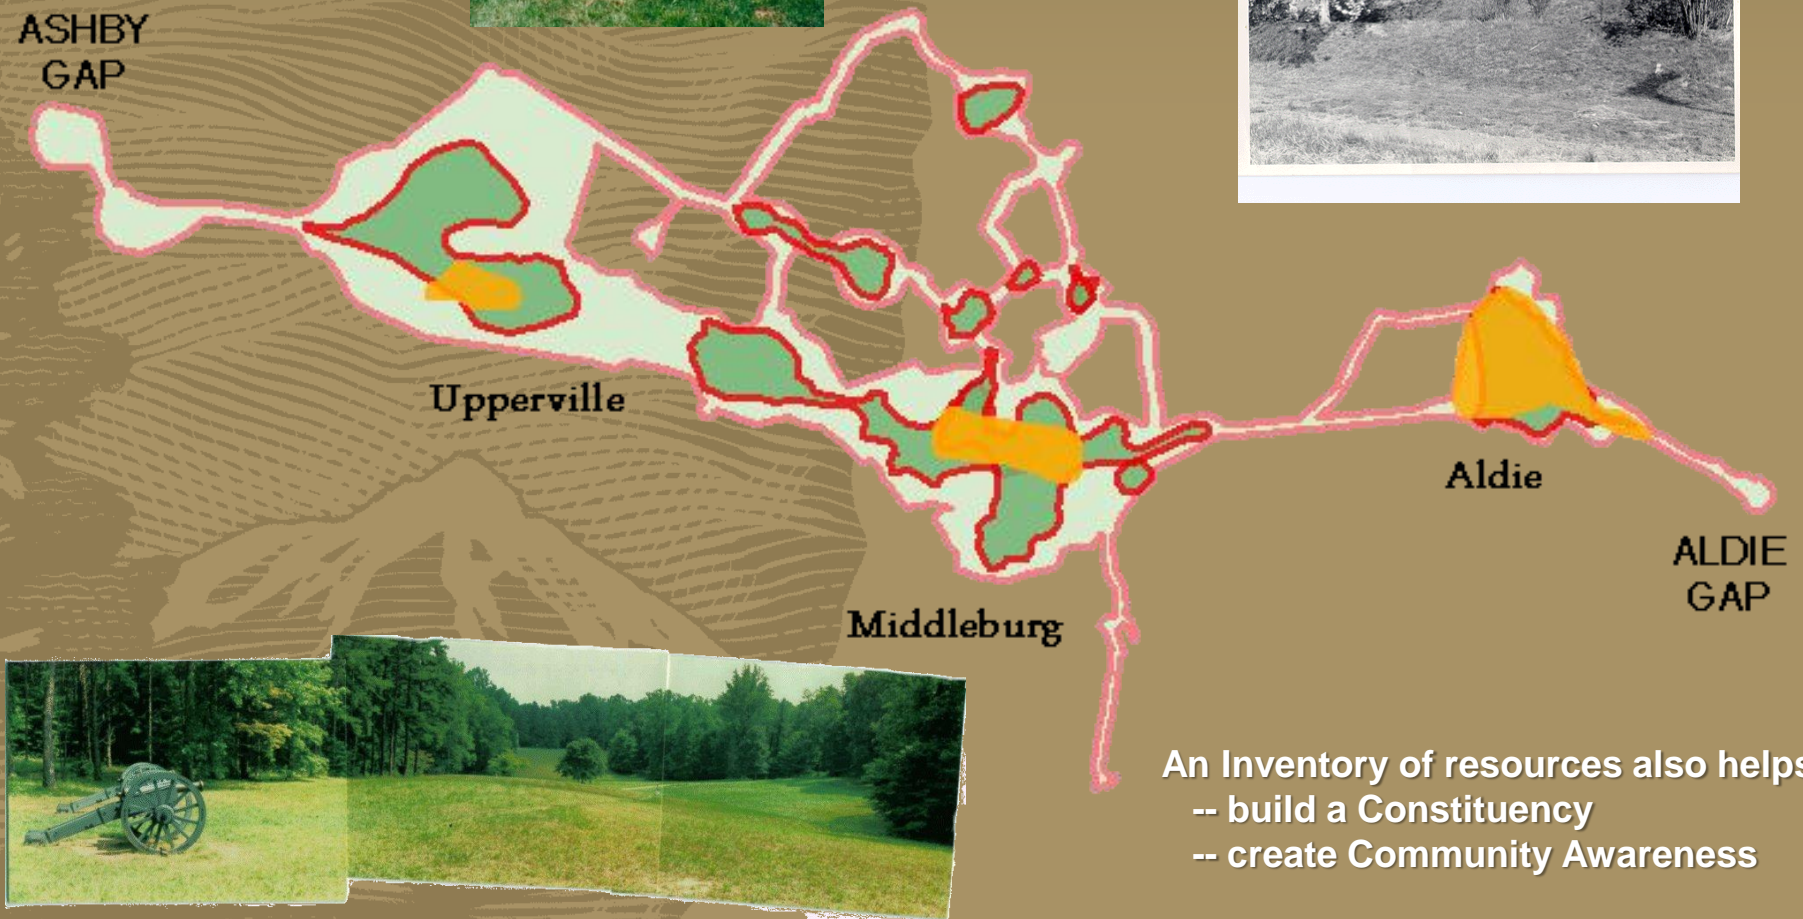 ASHBY
GAP
Upperville
Middleburg
Aldie
ALDIE
GAP
An Inventory of resources also helps
-- build a Constituency
-- create Community Awareness